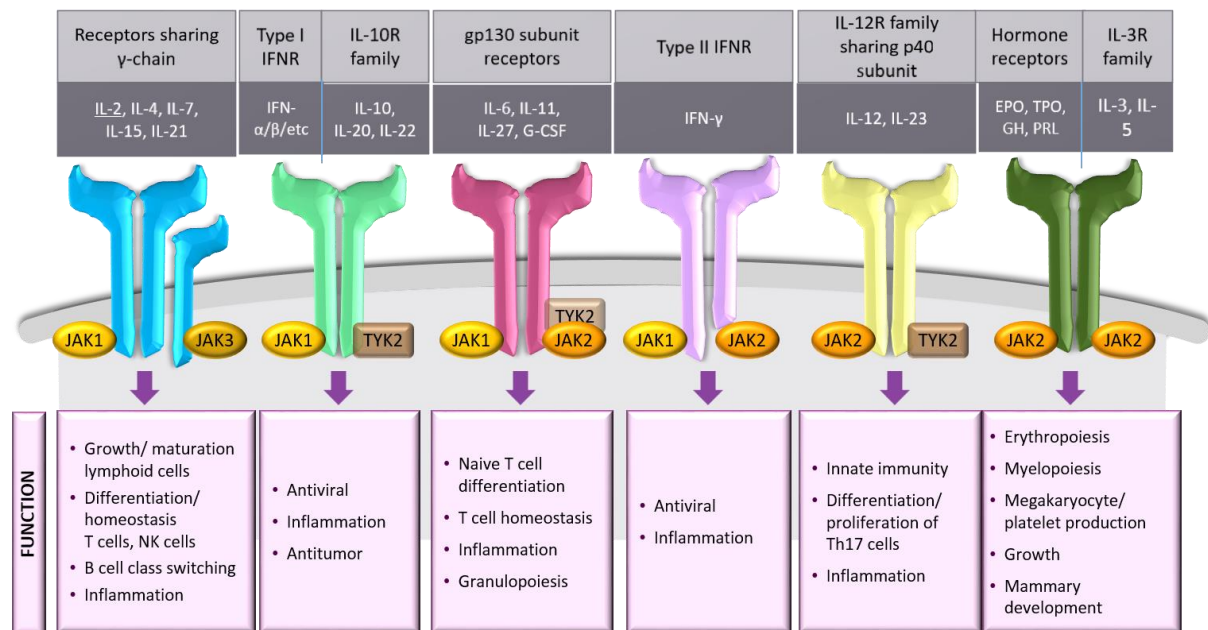 Receptors sharing
γ-chain
Type I
IFNR
IL-10R
family
gp130 subunit
receptors
Type II IFNR
IL-12R family
sharing p40
subunit
Hormone
receptors
IL-3R
family
IL-2, IL-4, IL-7,
IL-15, IL-21
IFN-
α/β/etc
IL-10,
IL-20, IL-22
IL-6, IL-11,
IL-27, G-CSF
IFN-γ
IL-12, IL-23
EPO, TPO,
GH, PRL
IL-3, IL-
5
JAK1
JAK3
JAK1
TYK2
JAK1
TYK2
JAK2
JAK1
JAK2
JAK2
TYK2
JAK2
JAK2
FUNCTION
• Growth/ maturation
lymphoid cells
• Differentiation/
homeostasis
T cells, NK cells
• B cell class switching
• Inflammation
• Antiviral
• Inflammation
• Antitumor
• Naive T cell
differentiation
• T cell homeostasis
• Inflammation
• Granulopoiesis
• Antiviral
• Inflammation
• Innate immunity
• Differentiation/
proliferation of
Th17 cells
• Inflammation
• Erythropoiesis
• Myelopoiesis
• Megakaryocyte/
platelet production
• Growth
• Mammary
development